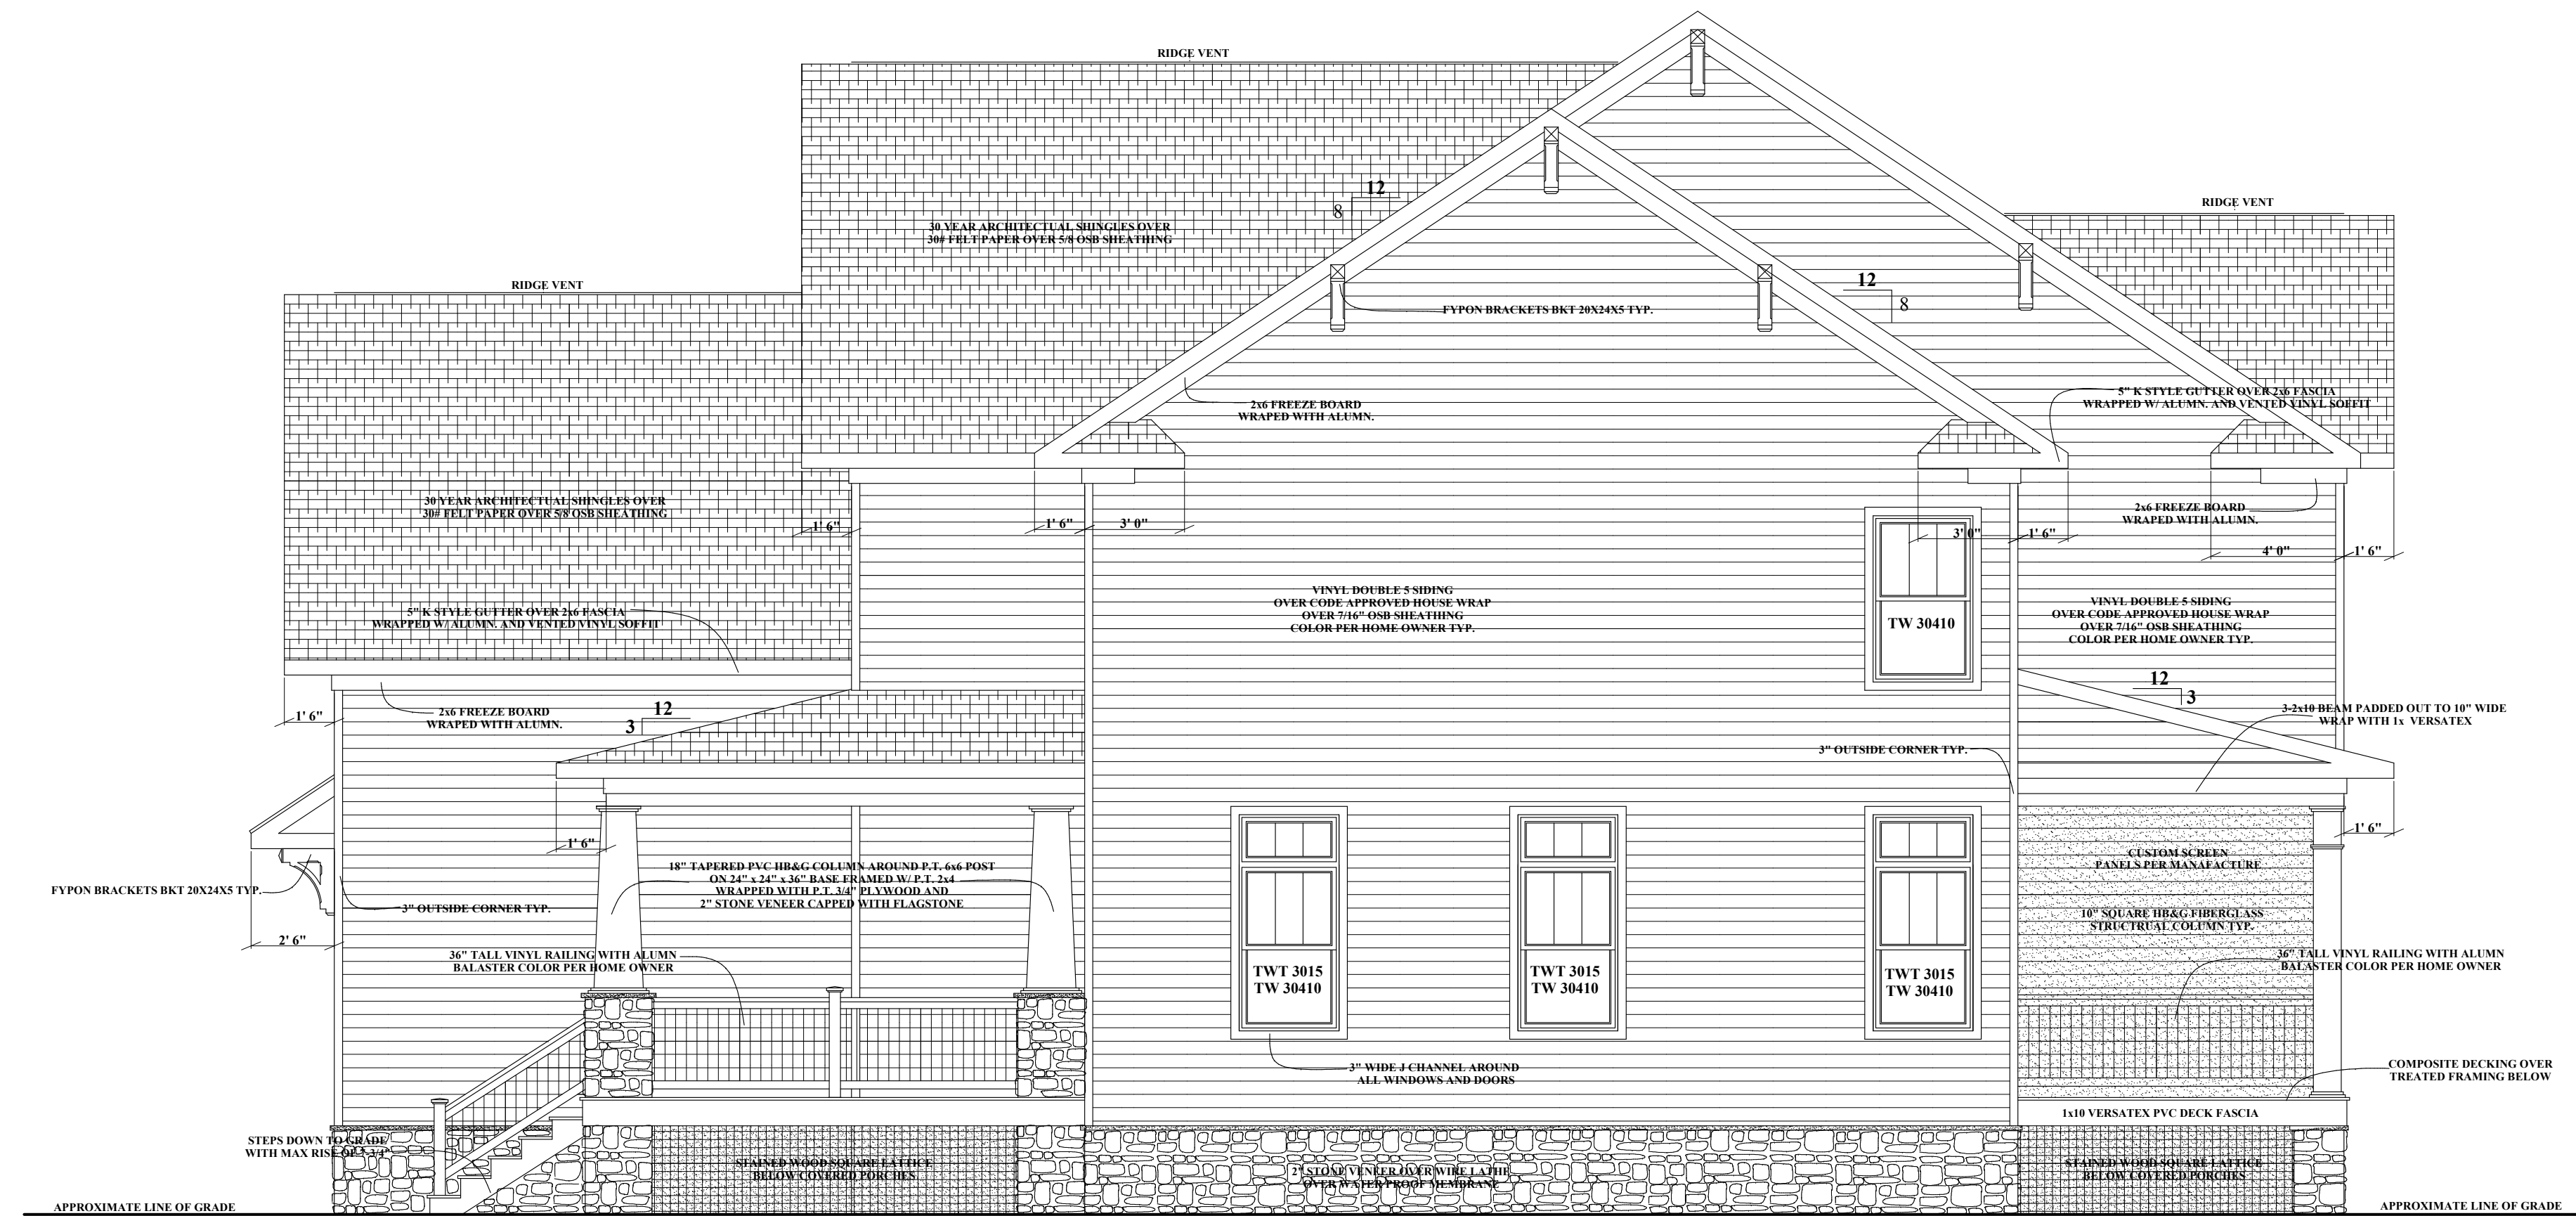 RIDGE VENT
12
8
30 YEAR ARCHITECTUAL SHINGLES OVER
30# FELT PAPER OVER 5/8 OSB SHEATHING
RIDGE VENT
RIDGE VENT
12
8
FYPON BRACKETS BKT 20X24X5 TYP.
2x6 FREEZE BOARD
WRAPED WITH ALUMN.
5" K STYLE GUTTER OVER 2x6 FASCIA
WRAPPED W/ ALUMN. AND VENTED VINYL SOFFIT
30 YEAR ARCHITECTUAL SHINGLES OVER
30# FELT PAPER OVER 5/8 OSB SHEATHING
1' 6"
1' 6"
3' 0"
3' 0"
1' 6"
2x6 FREEZE BOARD
WRAPED WITH ALUMN.
4' 0"
1' 6"
5" K STYLE GUTTER OVER 2x6 FASCIA
WRAPPED W/ ALUMN. AND VENTED VINYL SOFFIT
VINYL DOUBLE 5 SIDING
OVER CODE APPROVED HOUSE WRAP
OVER 7/16" OSB SHEATHING
COLOR PER HOME OWNER TYP.
TW 30410
VINYL DOUBLE 5 SIDING
OVER CODE APPROVED HOUSE WRAP
OVER 7/16" OSB SHEATHING
COLOR PER HOME OWNER TYP.
1' 6"
2x6 FREEZE BOARD
WRAPED WITH ALUMN.
12
3
12
3
3-2x10 BEAM PADDED OUT TO 10" WIDE
WRAP WITH 1x VERSATEX
3" OUTSIDE CORNER TYP.
1' 6"
1' 6"
FYPON BRACKETS BKT 20X24X5 TYP.
3" OUTSIDE CORNER TYP.
2' 6"
18" TAPERED PVC HB&G COLUMN AROUND P.T. 6x6 POST
ON 24" x 24" x 36" BASE FRAMED W/ P.T. 2x4
WRAPPED WITH P.T. 3/4" PLYWOOD AND
2" STONE VENEER CAPPED WITH FLAGSTONE
CUSTOM SCREEN
PANELS PER MANAFACTURE
10" SQUARE HB&G FIBERGLASS
STRUCTRUAL COLUMN TYP.
36" TALL VINYL RAILING WITH ALUMN
BALASTER COLOR PER HOME OWNER
TWT 3015
TW 30410
TWT 3015
TW 30410
TWT 3015
TW 30410
36" TALL VINYL RAILING WITH ALUMN
BALASTER COLOR PER HOME OWNER
3" WIDE J CHANNEL AROUND
ALL WINDOWS AND DOORS
COMPOSITE DECKING OVER
TREATED FRAMING BELOW
1x10 VERSATEX PVC DECK FASCIA
STEPS DOWN TO GRADE
WITH MAX RISE OF 7-3/4"
STAINED WOOD SQUARE LATTICE
BELOW COVERED PORCHES
2" STONE VENEER OVER WIRE LATHE
OVER WATER PROOF MEMBRANE
STAINED WOOD SQUARE LATTICE
BELOW COVERED PORCHES
APPROXIMATE LINE OF GRADE
APPROXIMATE LINE OF GRADE